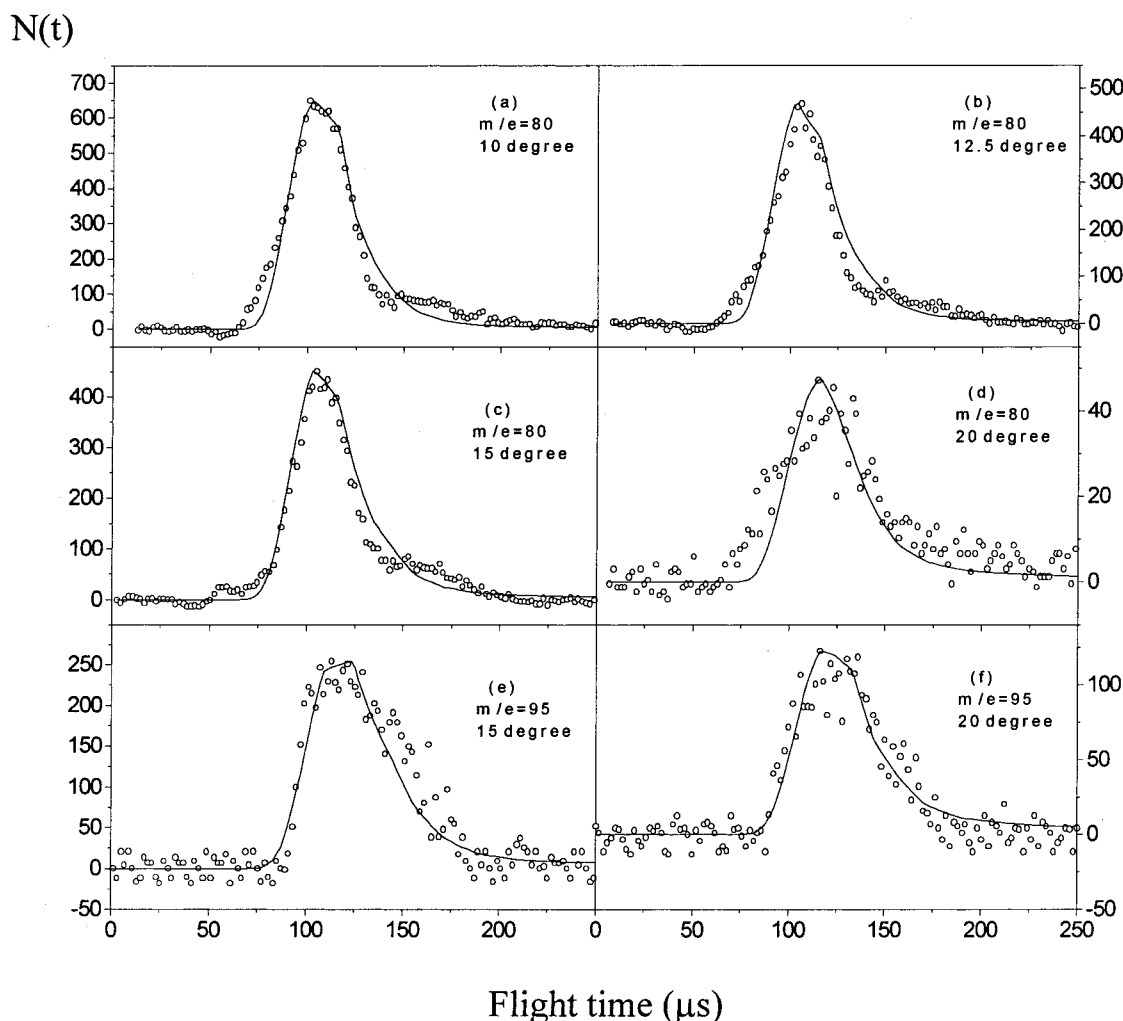 N(t)
(a)
m/e=80
10 degree
(b)
m/e=80
12.5 degree
700
600
500
400
300
200
100
0
500
400
300
200
100
0
(c)
m/e=80
15 degree
(d)
m/e=80
20 degree
400
300
200
100
0
40
20
0
(e)
m/e=95
15 degree
(f)
m/e=95
20 degree
250
200
150
100
50
0
-50
100
50
0
-50
0 50 100 150 200 0 50 100 150 200 250
Flight time (μs)